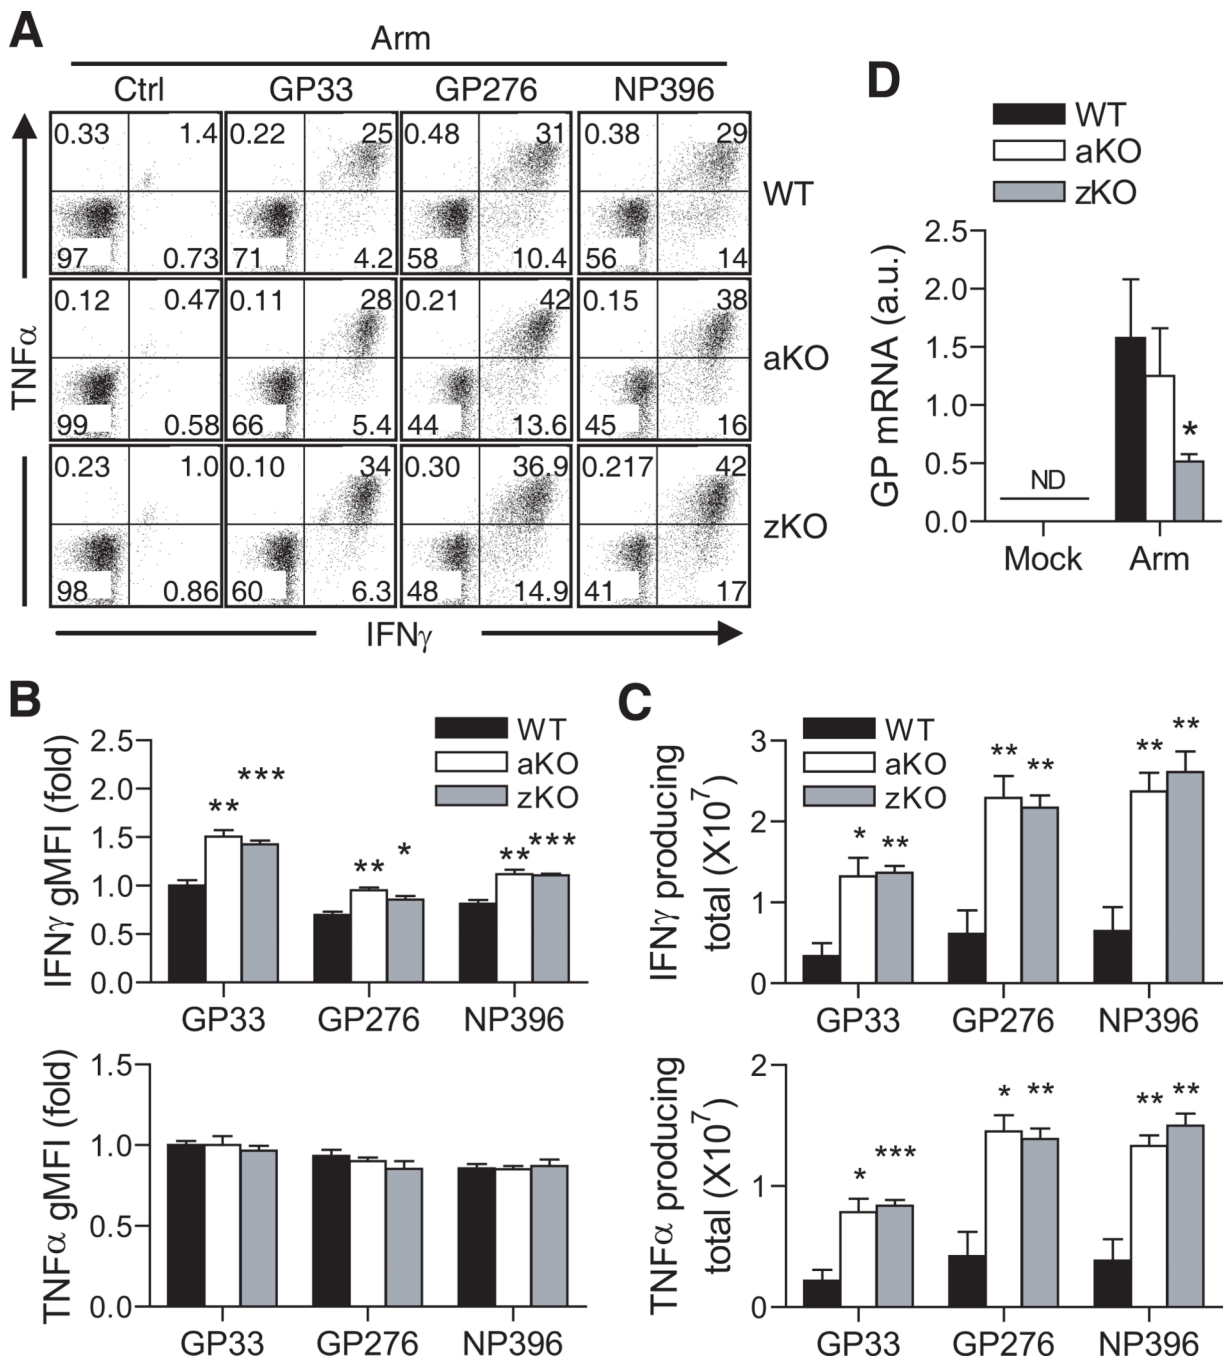 A
Arm
Ctrl GP33 GP276 NP396
0.33 1.4 0.22 25 0.48 31 0.38 29
WT
97 0.73 71 4.2 58 10.4 56 14
0.12 0.47 0.11 28 0.21 42 0.15 38
aKO
99 0.58 66 5.4 44 13.6 45 16
0.23 1.0 0.10 34 0.30 36.9 0.217 42
zKO
98 0.86 60 6.3 48 14.9 41 17
TNFα
IFNγ
D
WT
aKO
zKO
GP mRNA (a.u.)
2.5
2.0
1.5
1.0
0.5
0.0
ND
*
Mock Arm
B
WT
aKO
zKO
IFNγ gMFI (fold)
2.5
2.0
1.5
1.0
0.5
0.0
** *** ** * ** ***
GP33 GP276 NP396
TNFα gMFI (fold)
1.5
1.0
0.5
0.0
GP33 GP276 NP396
C
WT
aKO
zKO
IFNγ producing
total (X10⁷)
3
2
1
0
* ** ** ** ** **
GP33 GP276 NP396
TNFα producing
total (X10⁷)
2
1
0
* *** * ** ** **
GP33 GP276 NP396